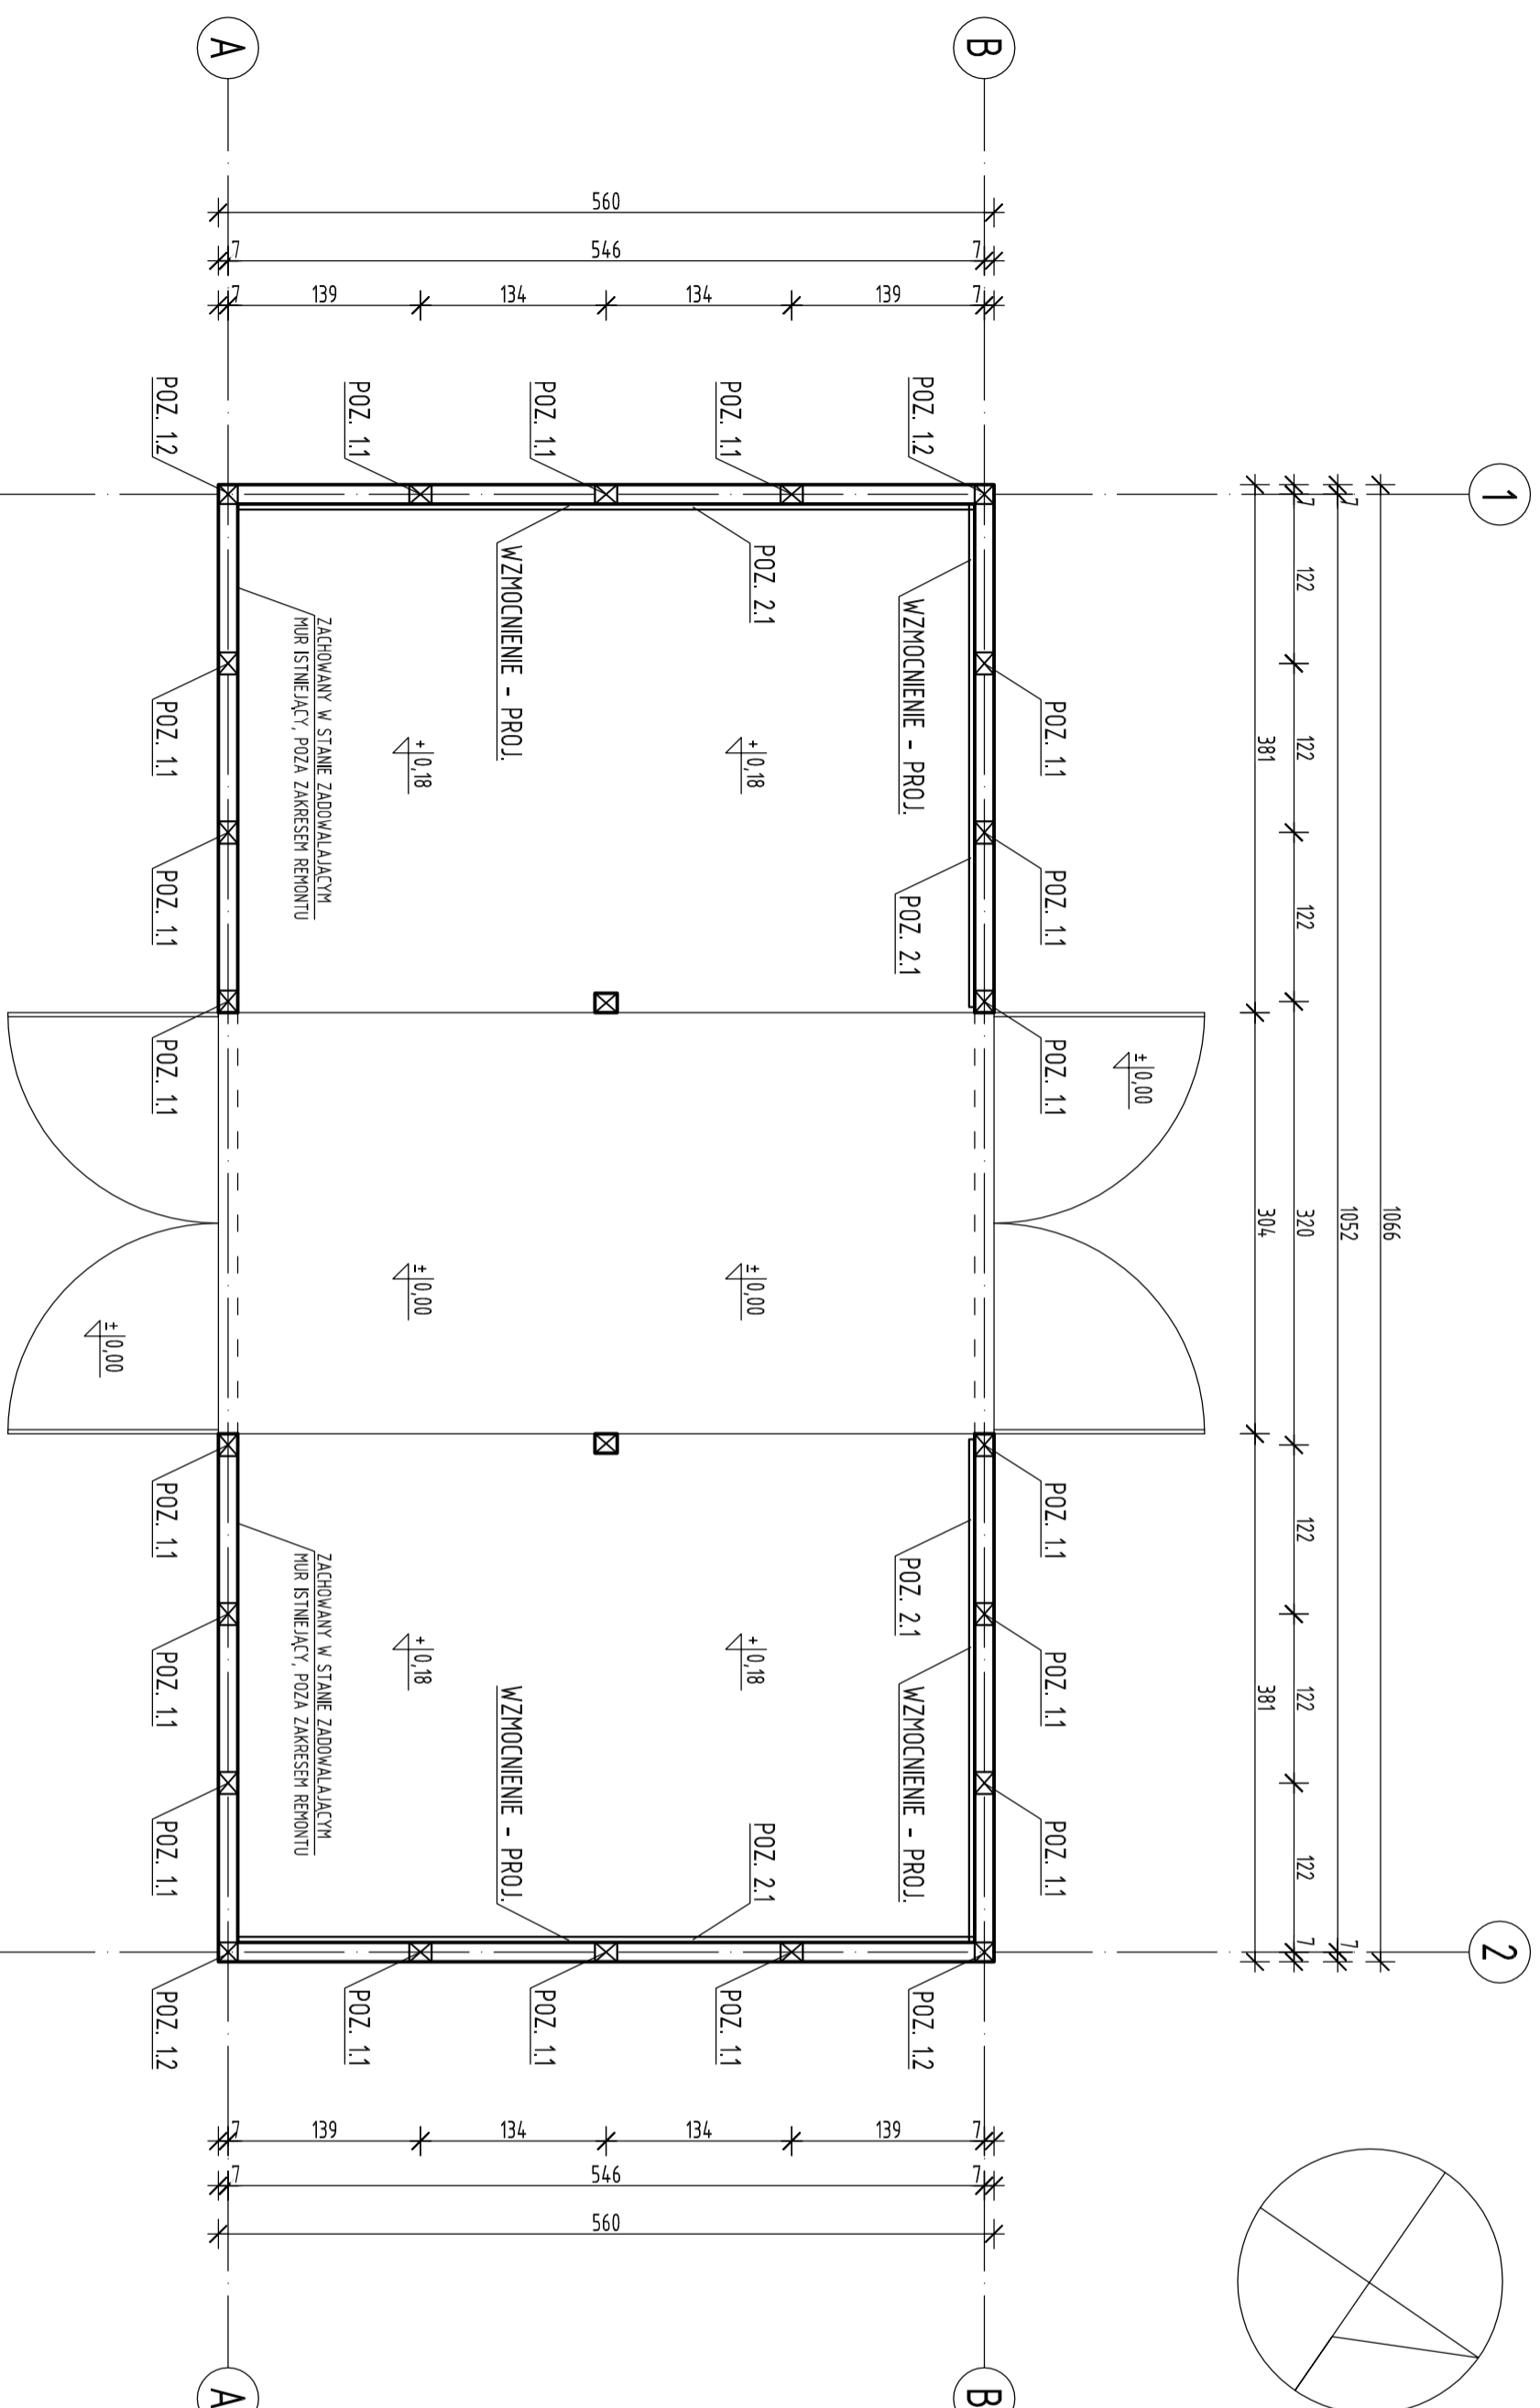 1
2
1066
7 1052 7
7 122 122 122 320 122 122 122 7
381 304 381
±0,00
POZ. 1.1
POZ. 1.1
POZ. 1.1
POZ. 1.1
POZ. 1.1
POZ. 1.1
B
B
POZ. 1.2
WZMOCNIENIE - PROJ.
POZ. 2.1
POZ. 2.1
WZMOCNIENIE - PROJ.
POZ. 1.2
560
7 546 7
7 139 134 134 139 7
POZ. 2.1
+0,18
±0,00
+0,18
POZ. 2.1
POZ. 1.1
POZ. 1.1
POZ. 1.1
WZMOCNIENIE - PROJ.
WZMOCNIENIE - PROJ.
POZ. 1.1
+0,18
±0,00
+0,18
POZ. 1.1
POZ. 1.1
ZACHOWANY W STANIE ZADOWALAJĄCYM
MUR ISTNIEJĄCY, POZA ZAKRESEM REMONTU
ZACHOWANY W STANIE ZADOWALAJĄCYM
MUR ISTNIEJĄCY, POZA ZAKRESEM REMONTU
7 139 134 134 139 7
7 546 7
560
A
A
POZ. 1.2
POZ. 1.1
POZ. 1.1
POZ. 1.1
POZ. 1.1
POZ. 1.1
POZ. 1.1
POZ. 1.2
±0,00